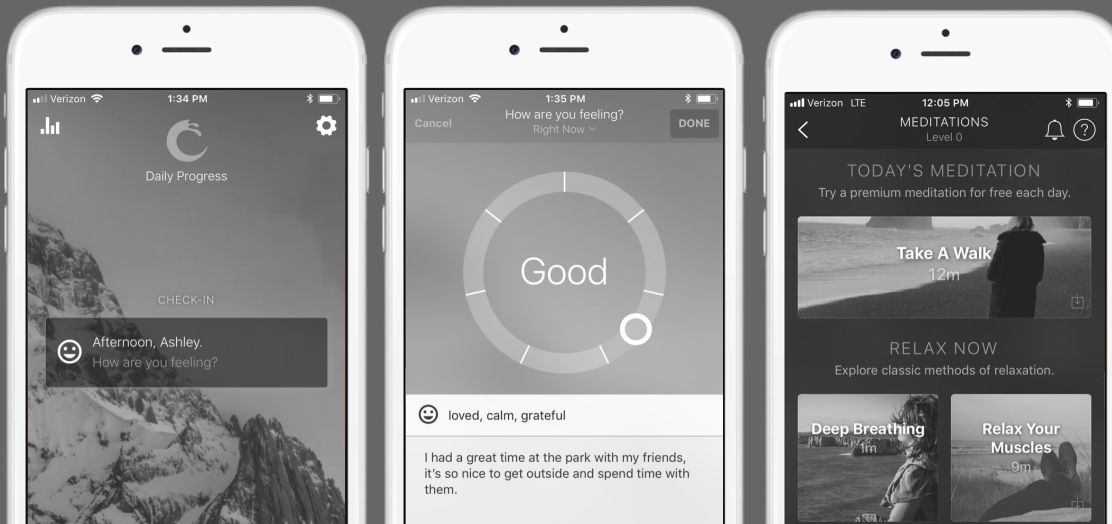 Verizon
1:34 PM
Daily Progress
CHECK-IN
Afternoon, Ashley.
How are you feeling?
Verizon
1:35 PM
Cancel
How are you feeling?
Right Now
DONE
Good
loved, calm, grateful
I had a great time at the park with my friends,
it's so nice to get outside and spend time with
them.
Verizon LTE
12:05 PM
MEDITATIONS
Level 0
?
TODAY'S MEDITATION
Try a premium meditation for free each day.
Take A Walk
12m
RELAX NOW
Explore classic methods of relaxation.
Deep Breathing
1m
Relax Your
Muscles
9m